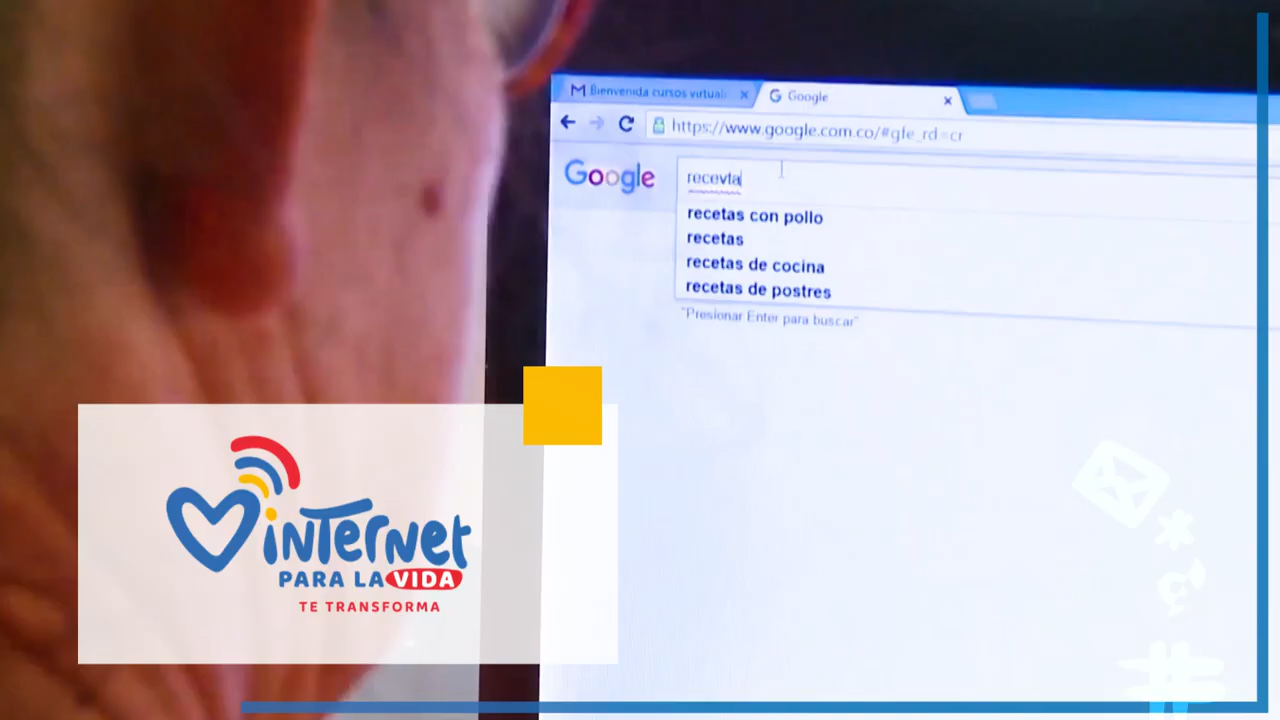 Bienvenida cursos virtual
Google
https://www.google.com.co/#gfe_rd=cr
Google
recevta
recetas con pollo
recetas
recetas de cocina
recetas de postres
"Presionar Enter para buscar"
internet
PARA LA VIDA
TE TRANSFORMA